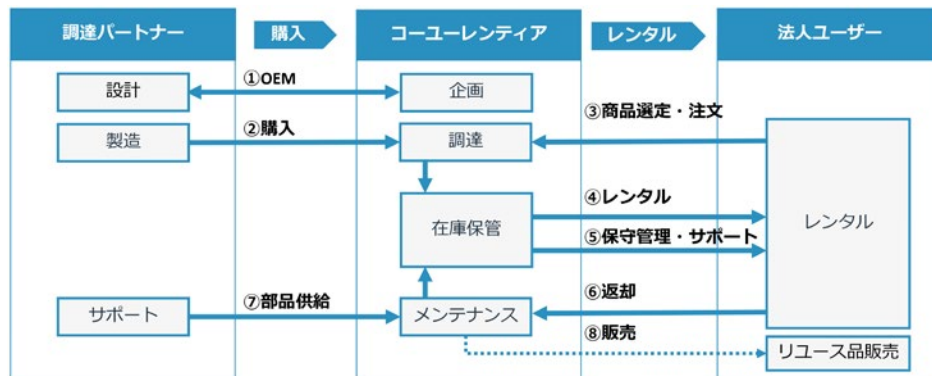 調達パートナー
購入
コーユーレンティア
レンタル
法人ユーザー
設計
①OEM
企画
③商品選定・注文
製造
②購入
調達
在庫保管
④レンタル
⑤保守管理・サポート
レンタル
サポート
⑦部品供給
メンテナンス
⑥返却
⑧販売
リユース品販売